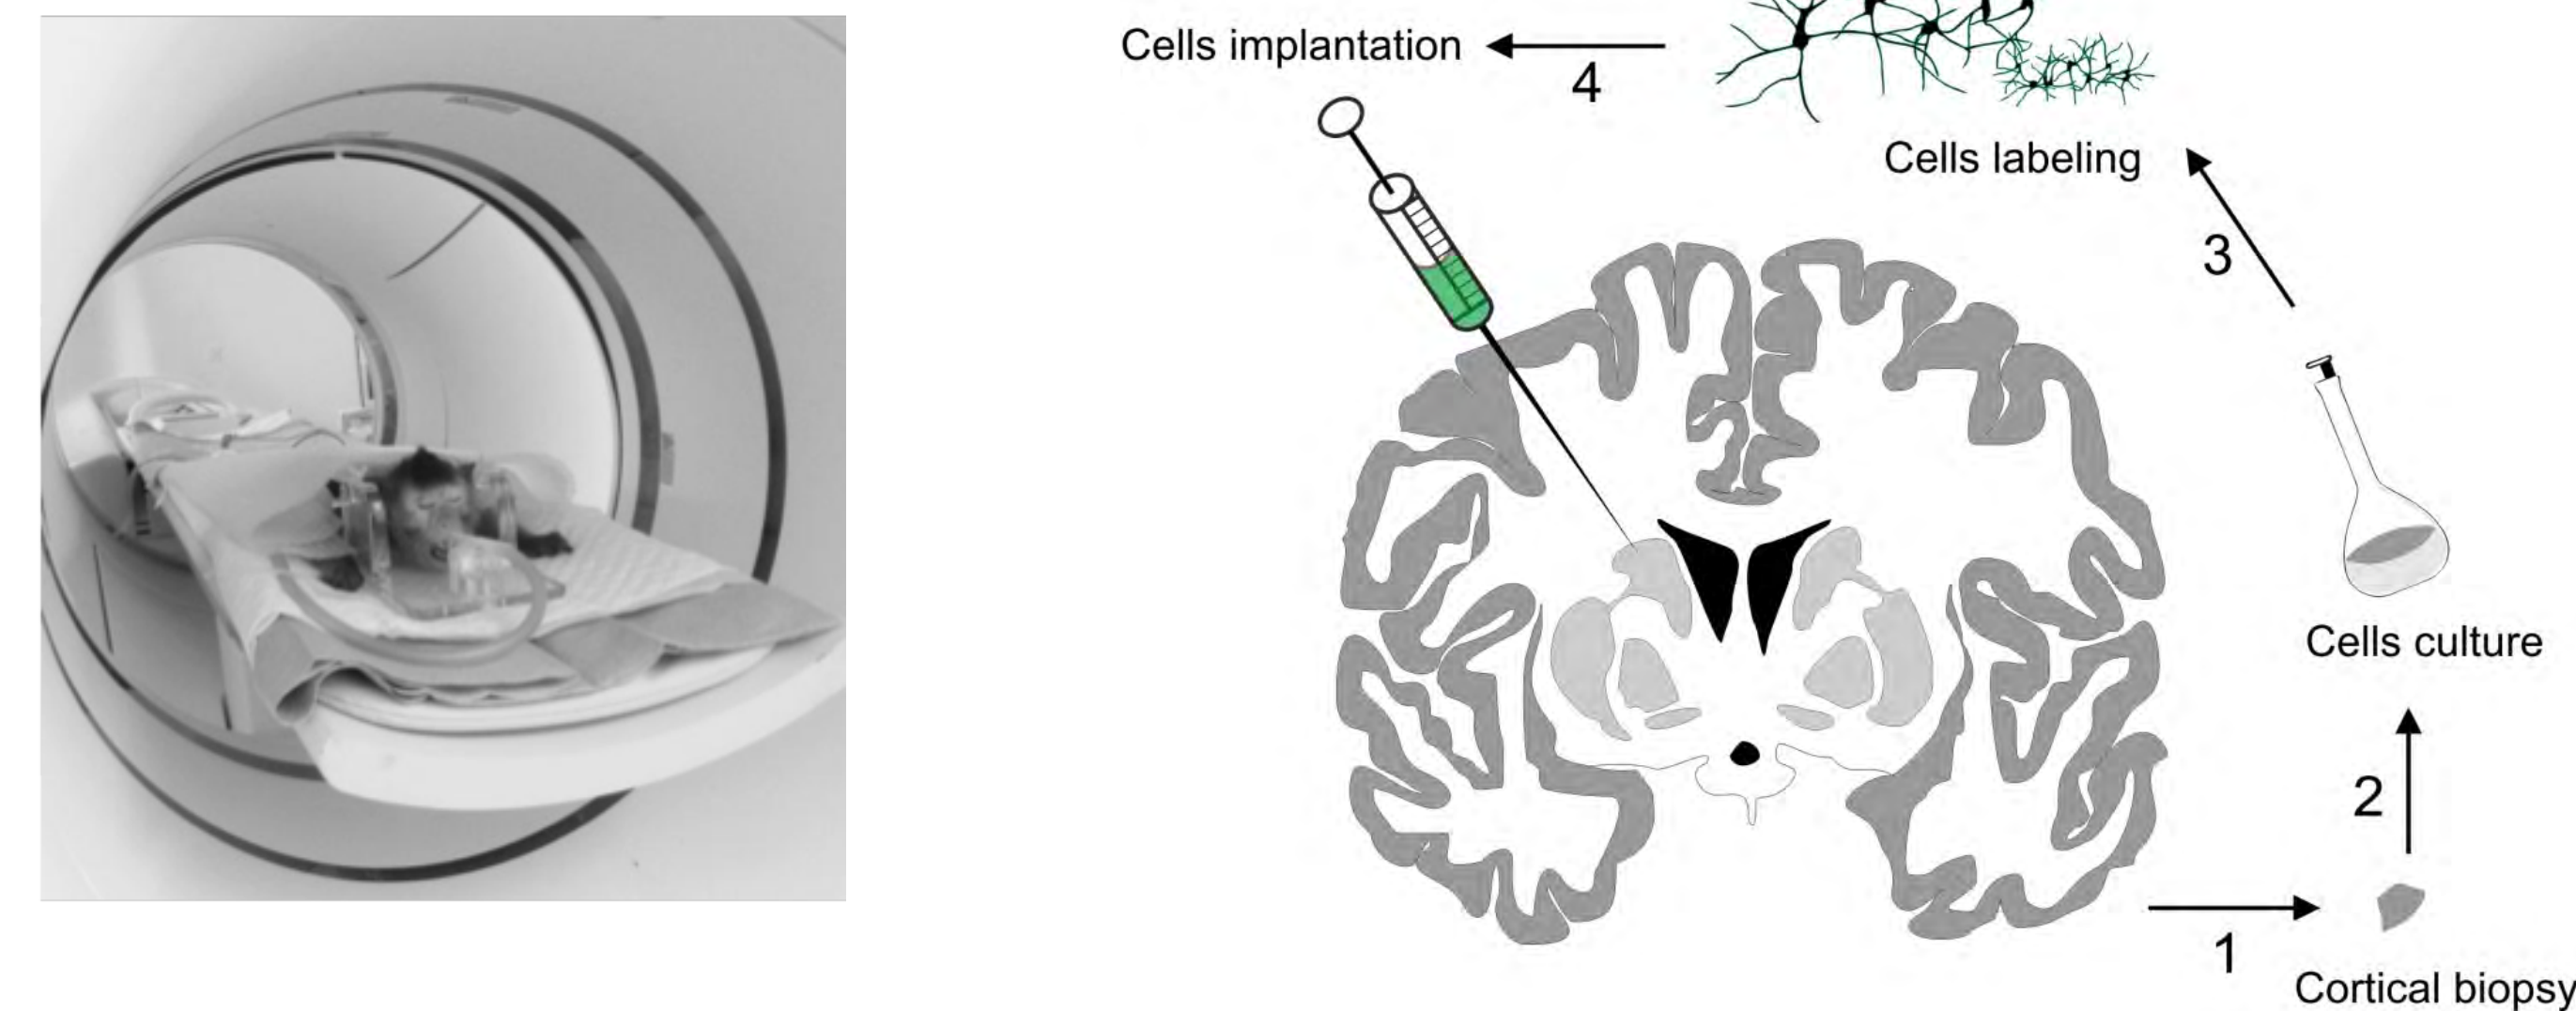 Cells implantation
4
Cells labeling
3
Cells culture
2
1
Cortical biopsy